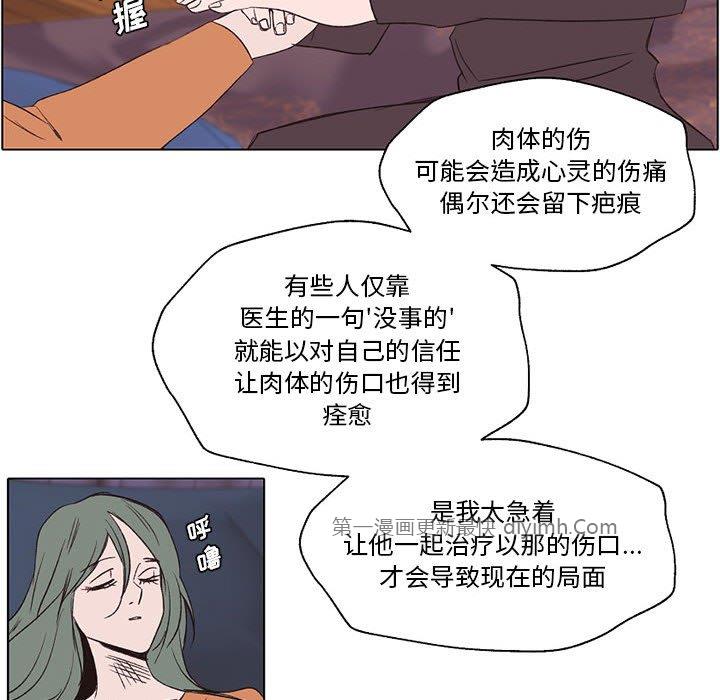 握
肉体的伤
可能会造成心灵的伤痛
偶尔还会留下疤痕
有些人仅靠
医生的一句'没事的'
就能以对自己的信任
让肉体的伤口也得到
痊愈
呼噜
是我太急着
第一漫画更新最快 diyimh.com
让他一起治疗以那的伤口...
才会导致现在的局面